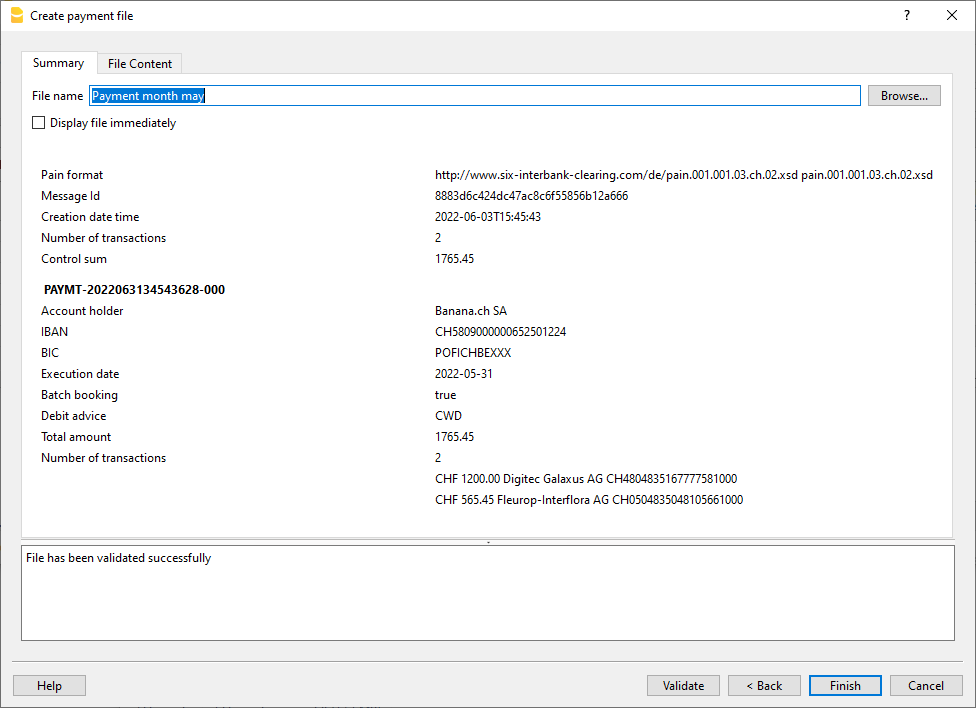 Create payment file
?
Summary File Content
File name Payment month may Browse...
Display file immediately
Pain format http://www.six-interbank-clearing.com/de/pain.001.001.03.ch.02.xsd pain.001.001.03.ch.02.xsd
Message Id 8883d6c424dc47ac8c6f55856b12a666
Creation date time 2022-06-03T15:45:43
Number of transactions 2
Control sum 1765.45
PAYMT-2022063134543628-000
Account holder Banana.ch SA
IBAN CH5809000000652501224
BIC POFICHBEXXX
Execution date 2022-05-31
Batch booking true
Debit advice CWD
Total amount 1765.45
Number of transactions 2
CHF 1200.00 Digitec Galaxus AG CH4804835167777581000
CHF 565.45 Fleurop-Interflora AG CH0504835048105661000
File has been validated successfully
Help Validate < Back Finish Cancel